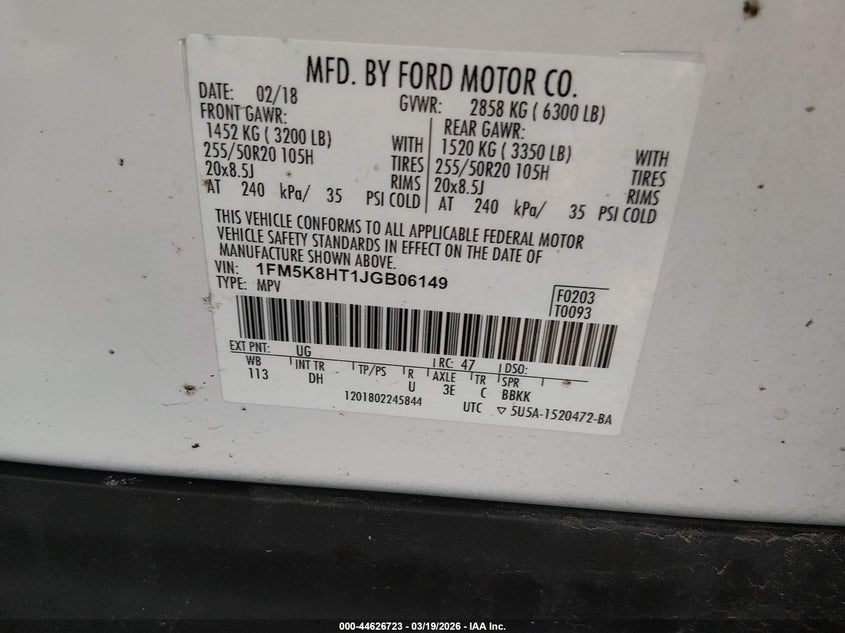 MFD. BY FORD MOTOR CO.
DATE: 02/18 GVWR: 2858 KG ( 6300 LB)
FRONT GAWR: REAR GAWR:
1452 KG ( 3200 LB) WITH 1520 KG ( 3350 LB) WITH
255/50R20 105H TIRES 255/50R20 105H TIRES
20x8.5J RIMS 20x8.5J RIMS
AT 240 kPa/ 35 PSI COLD AT 240 kPa/ 35 PSI COLD
THIS VEHICLE CONFORMS TO ALL APPLICABLE FEDERAL MOTOR
VEHICLE SAFETY STANDARDS IN EFFECT ON THE DATE OF
MANUFACTURE SHOWN ABOVE.
VIN: 1FM5K8HT1JGB06149
TYPE: MPV
F0203
T0093
EXT PNT: UG RC: 47 DSO:
WB INT TR TP/PS R AXLE TR SPR
113 DH U 3E C BBKK
1201802245844 UTC ▽ 5U5A-1520472-BA
000-44626723 | 03/19/2026 | IAA Inc.